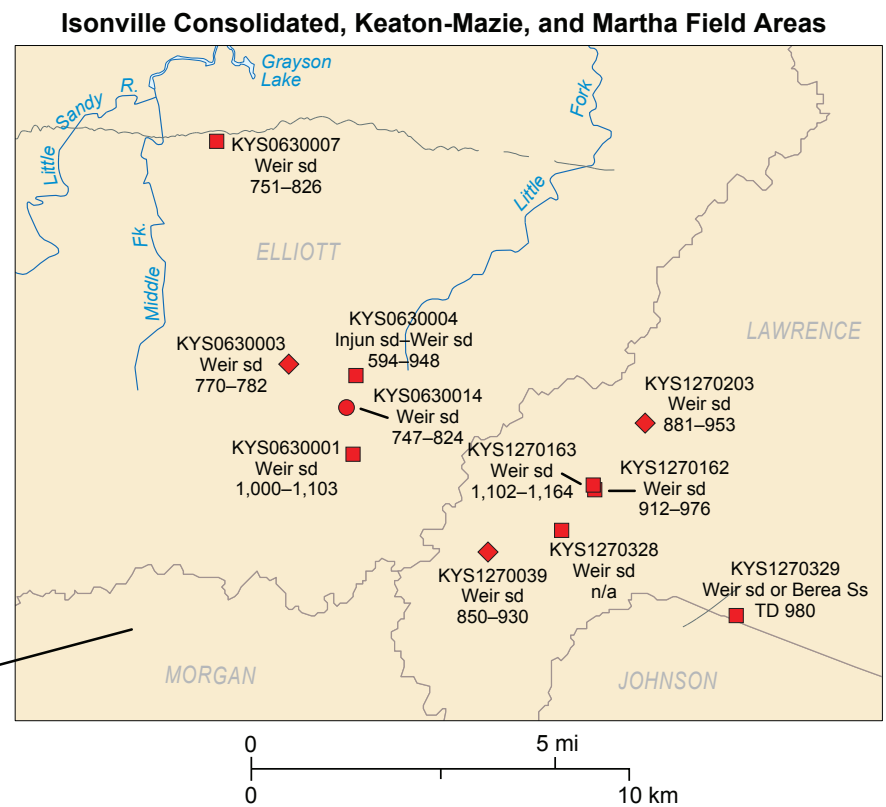 Isonville Consolidated, Keaton-Mazie, and Martha Field Areas
Grayson
Lake
Little Sandy R.
Fork
KYS0630007
Weir sd
751–826
Little
Middle Fk.
ELLIOTT
KYS0630004
Injun sd–Weir sd
594–948
LAWRENCE
KYS0630003
Weir sd
770–782
KYS0630014
Weir sd
747–824
KYS1270203
Weir sd
881–953
KYS0630001
Weir sd
1,000–1,103
KYS1270163
Weir sd
1,102–1,164
KYS1270162
Weir sd
912–976
KYS1270328
Weir sd
n/a
KYS1270039
Weir sd
850–930
KYS1270329
Weir sd or Berea Ss
TD 980
MORGAN
JOHNSON
0 5 mi
0 10 km